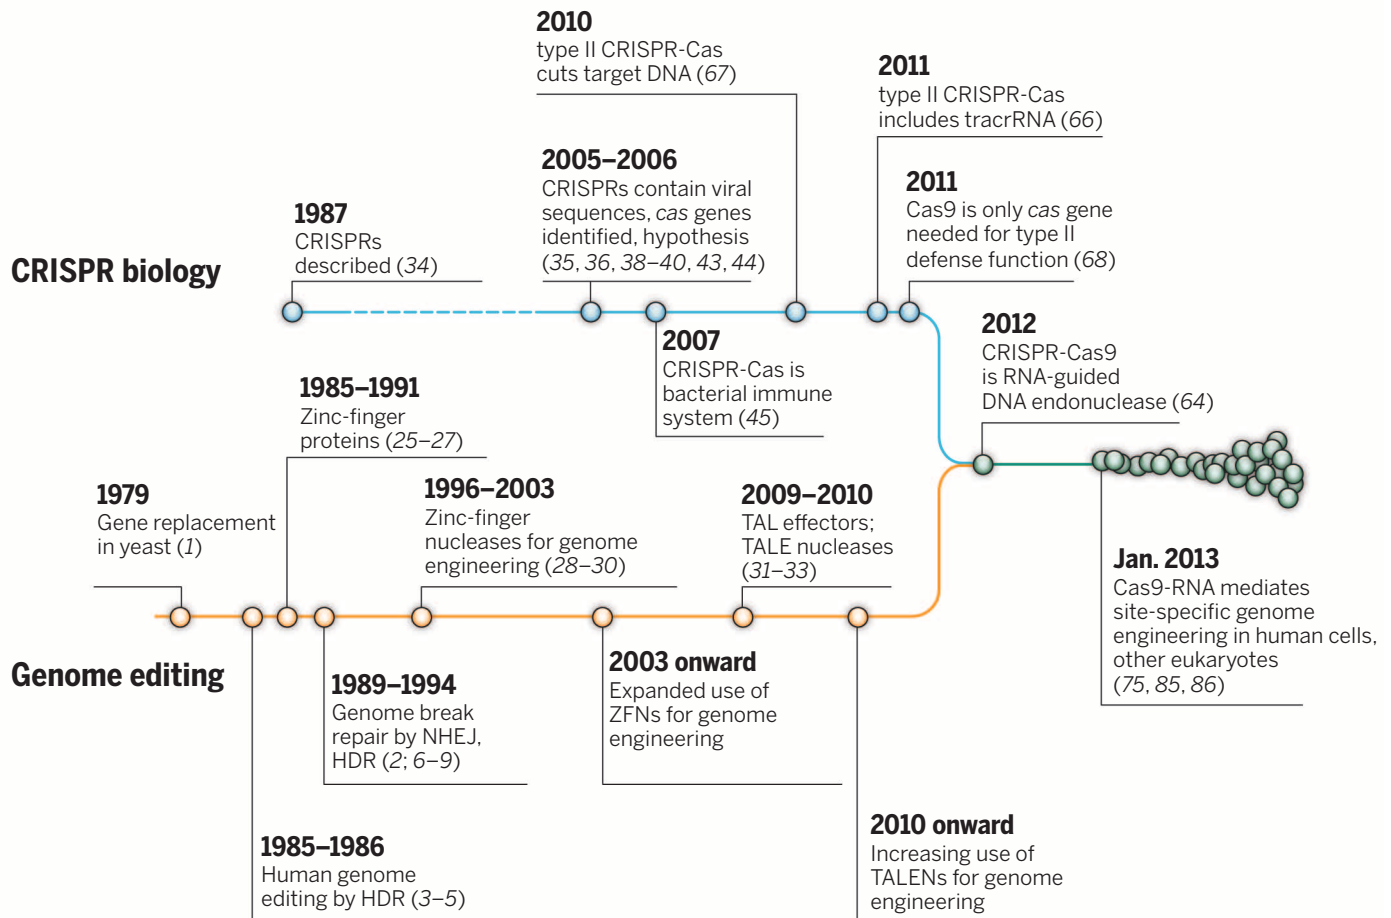 2010
type II CRISPR-Cas
cuts target DNA (67)
2011
type II CRISPR-Cas
includes tracrRNA (66)
2005–2006
CRISPRs contain viral
sequences, cas genes
identified, hypothesis
(35, 36, 38–40, 43, 44)
2011
Cas9 is only cas gene
needed for type II
defense function (68)
1987
CRISPRs
described (34)
CRISPR biology
2007
CRISPR-Cas is
bacterial immune
system (45)
2012
CRISPR-Cas9
is RNA-guided
DNA endonuclease (64)
1985–1991
Zinc-finger
proteins (25–27)
1979
Gene replacement
in yeast (1)
1996–2003
Zinc-finger
nucleases for genome
engineering (28–30)
2009–2010
TAL effectors;
TALE nucleases
(31–33)
Jan. 2013
Cas9-RNA mediates
site-specific genome
engineering in human cells,
other eukaryotes
(75, 85, 86)
Genome editing
1989–1994
Genome break
repair by NHEJ,
HDR (2; 6–9)
2003 onward
Expanded use of
ZFNs for genome
engineering
1985–1986
Human genome
editing by HDR (3–5)
2010 onward
Increasing use of
TALENs for genome
engineering